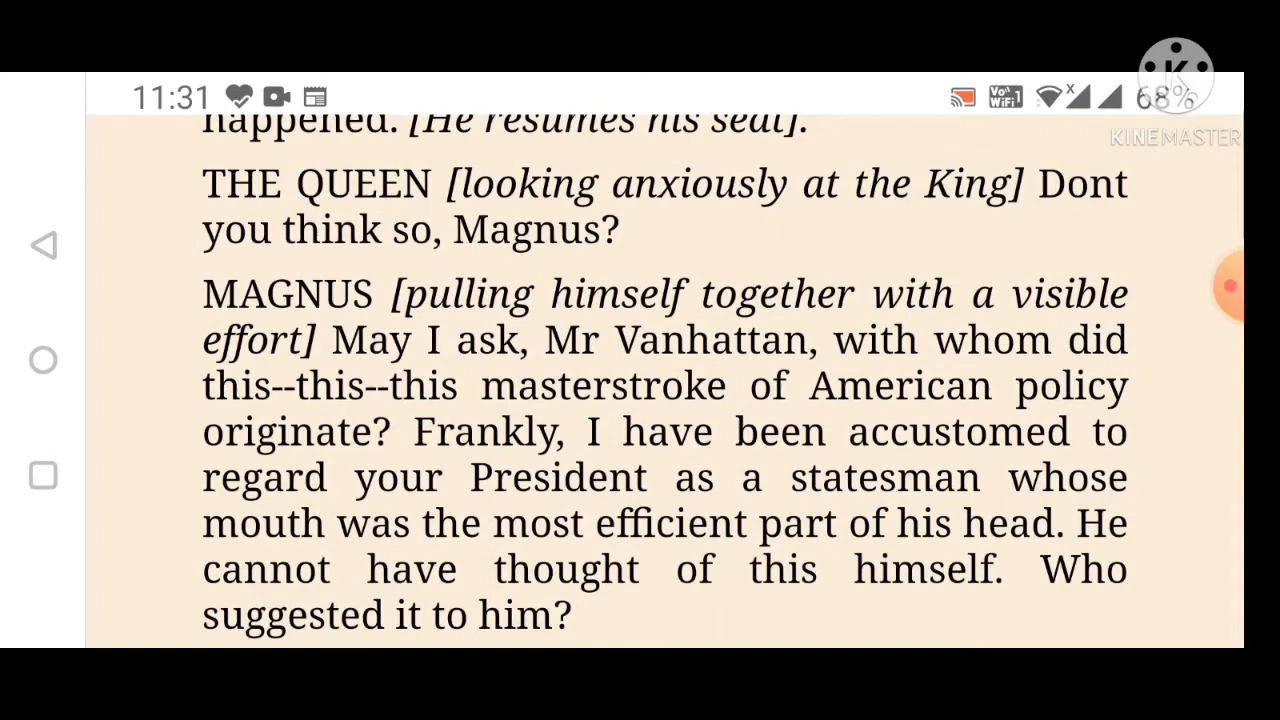 11:31 Vo)) WiFi1 x 68%
K
KINEMASTER
happened. [He resumes his seat].
THE QUEEN [looking anxiously at the King] Dont
you think so, Magnus?
MAGNUS [pulling himself together with a visible
effort] May I ask, Mr Vanhattan, with whom did
this--this--this masterstroke of American policy
originate? Frankly, I have been accustomed to
regard your President as a statesman whose
mouth was the most efficient part of his head. He
cannot have thought of this himself. Who
suggested it to him?